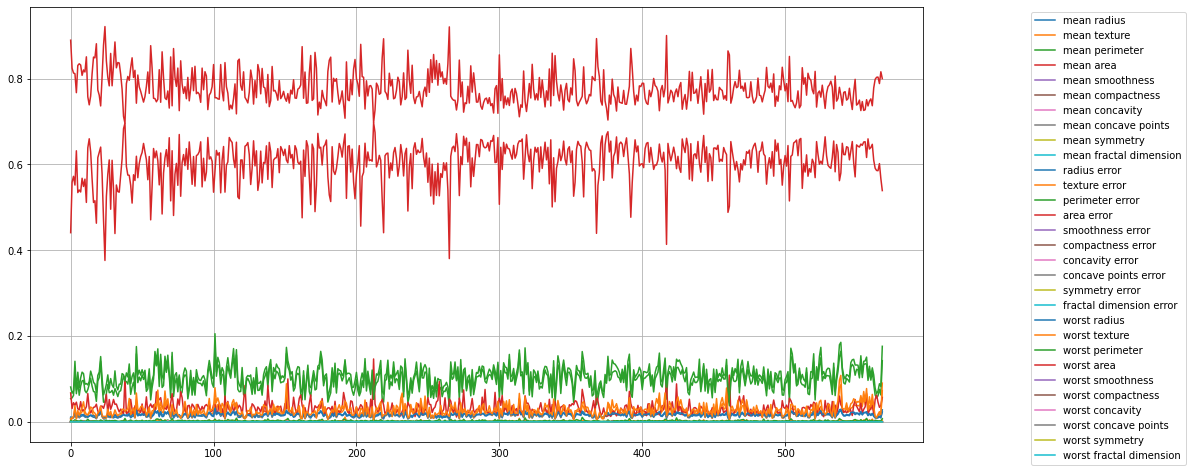 0.8
0.6
0.4
0.2
0.0
0
100
200
300
400
500
mean radius
mean texture
mean perimeter
mean area
mean smoothness
mean compactness
mean concavity
mean concave points
mean symmetry
mean fractal dimension
radius error
texture error
perimeter error
area error
smoothness error
compactness error
concavity error
concave points error
symmetry error
fractal dimension error
worst radius
worst texture
worst perimeter
worst area
worst smoothness
worst compactness
worst concavity
worst concave points
worst symmetry
worst fractal dimension